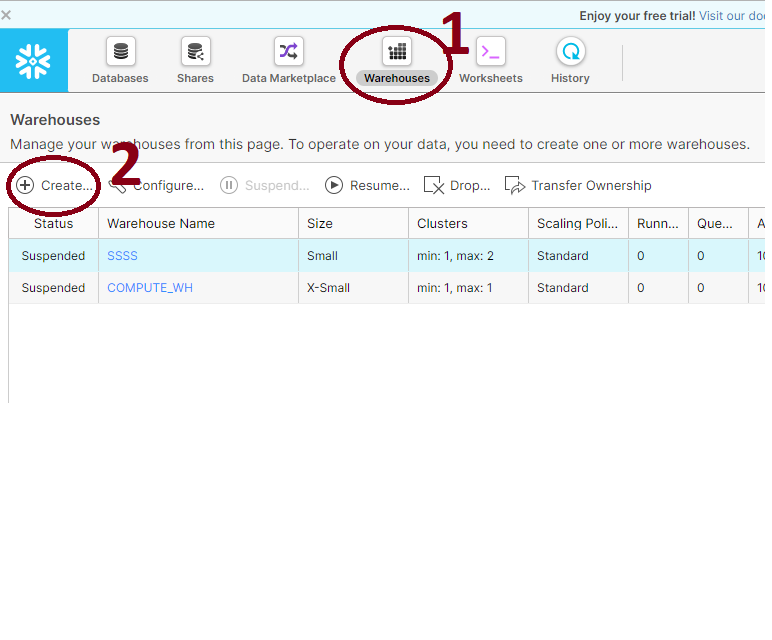 Enjoy your free trial! Visit our do
1
Databases Shares Data Marketplace Warehouses Worksheets History
Warehouses
Manage your warehouses from this page. To operate on your data, you need to create one or more warehouses.
2
Create... Configure... Suspend... Resume... Drop... Transfer Ownership
Status Warehouse Name Size Clusters Scaling Poli... Runn... Que... A
Suspended SSSS Small min: 1, max: 2 Standard 0 0 10
Suspended COMPUTE_WH X-Small min: 1, max: 1 Standard 0 0 10